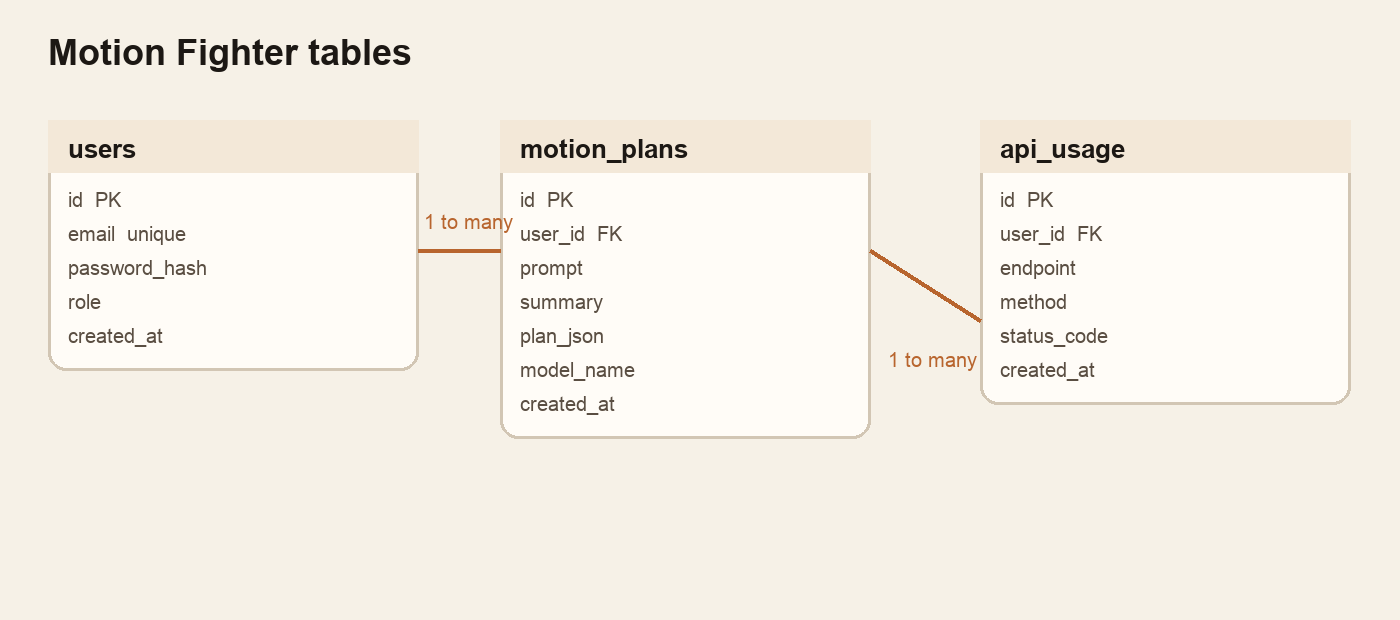 Motion Fighter tables
users
id PK
email unique
password_hash
role
created_at
1 to many
motion_plans
id PK
user_id FK
prompt
summary
plan_json
model_name
created_at
1 to many
api_usage
id PK
user_id FK
endpoint
method
status_code
created_at